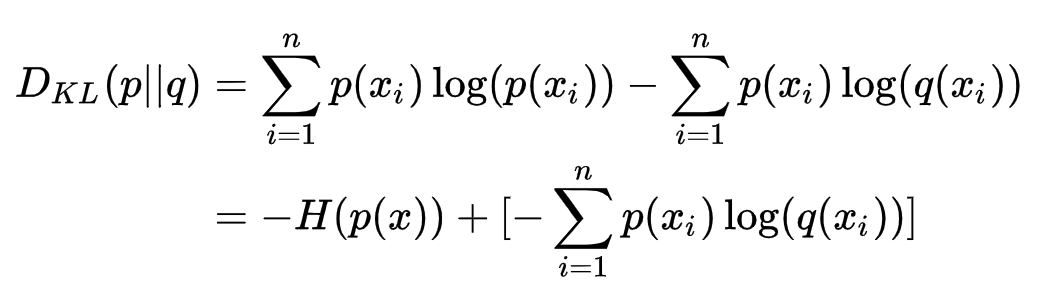 $D_{KL}(p||q) = \sum_{i=1}^{n} p(x_i) \log(p(x_i)) - \sum_{i=1}^{n} p(x_i) \log(q(x_i))$
$= -H(p(x)) + [-\sum_{i=1}^{n} p(x_i) \log(q(x_i))]$